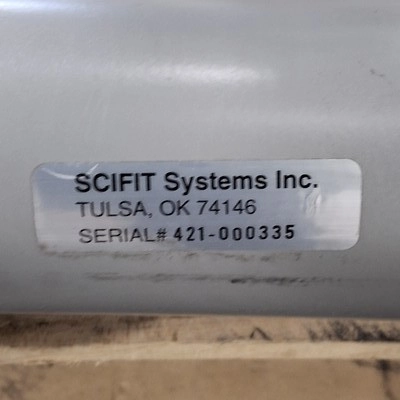 SCIFIT Systems Inc.
TULSA, OK 74146
SERIAL# 421-000335